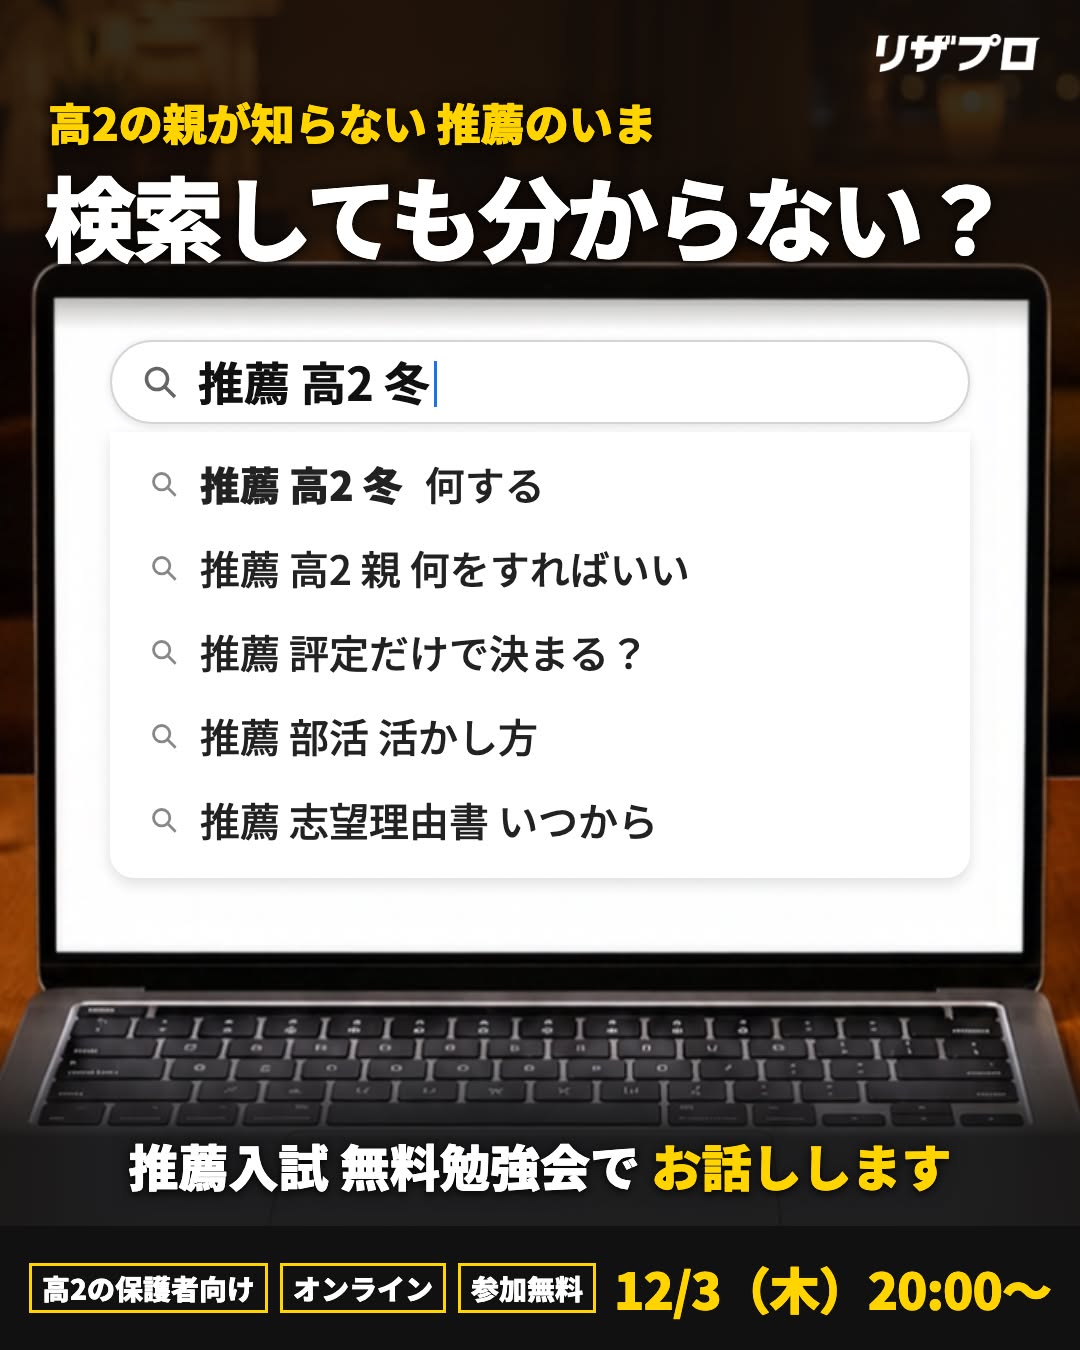 リザプロ
高2の親が知らない 推薦のいま
検索しても分からない？
推薦 高2 冬
推薦 高2 冬 何する
推薦 高2 親 何をすればいい
推薦 評定だけで決まる？
推薦 部活 活かし方
推薦 志望理由書 いつから
推薦入試 無料勉強会で お話しします
高2の保護者向け オンライン 参加無料 12/3（木）20:00〜